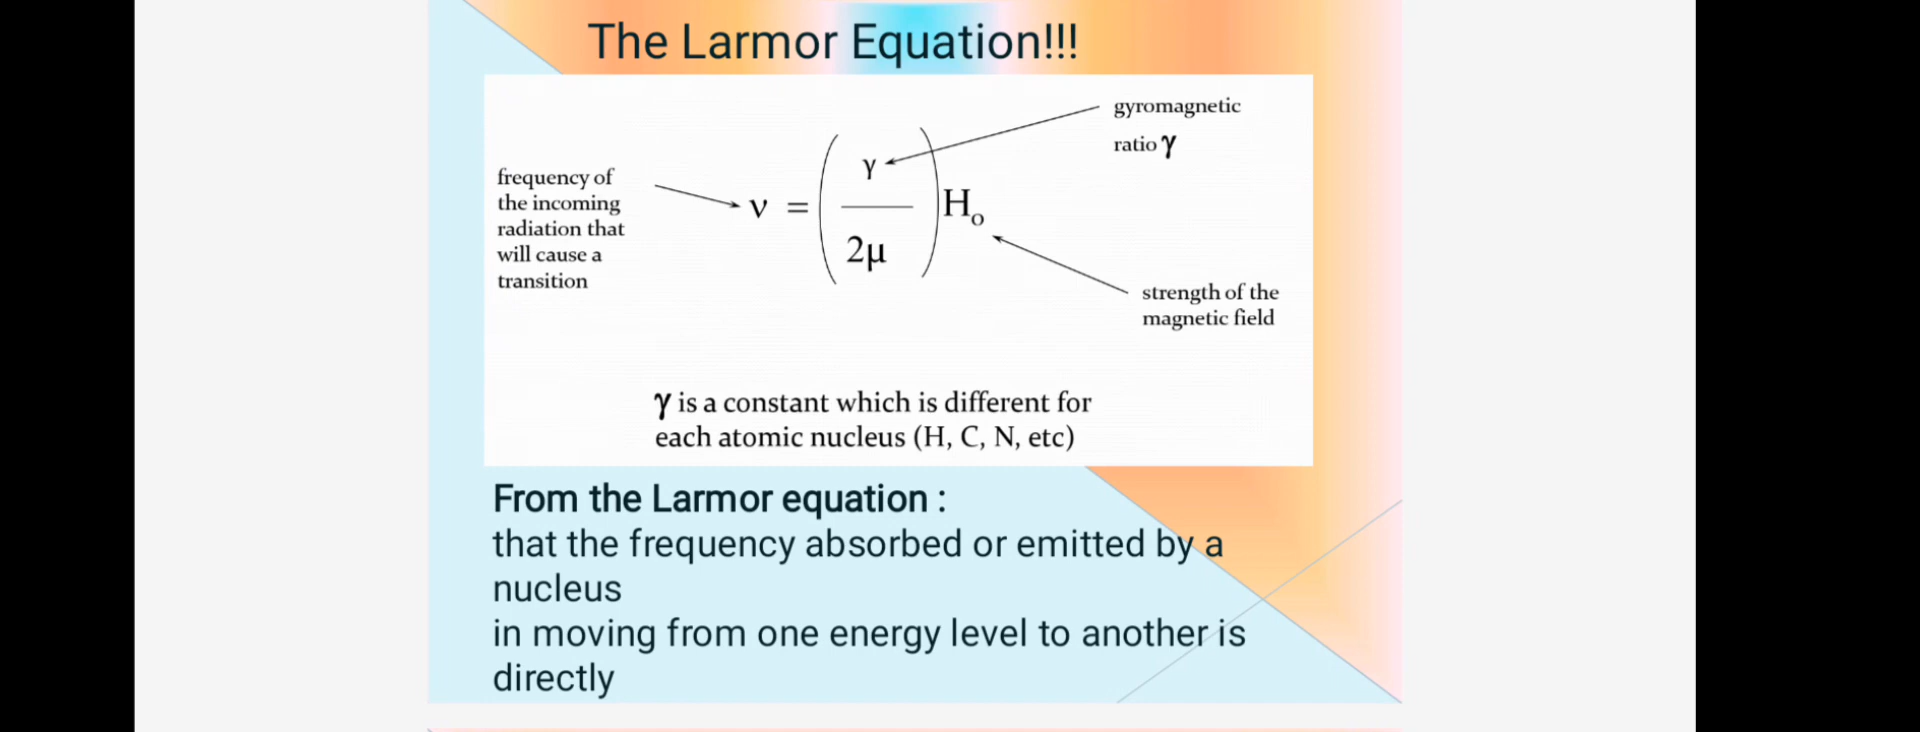 The Larmor Equation!!!
gyromagnetic
ratio γ
frequency of
the incoming
radiation that
will cause a
transition
ν = ( γ / 2μ ) H₀
strength of the
magnetic field
γ is a constant which is different for
each atomic nucleus (H, C, N, etc)
From the Larmor equation :
that the frequency absorbed or emitted by a
nucleus
in moving from one energy level to another is
directly